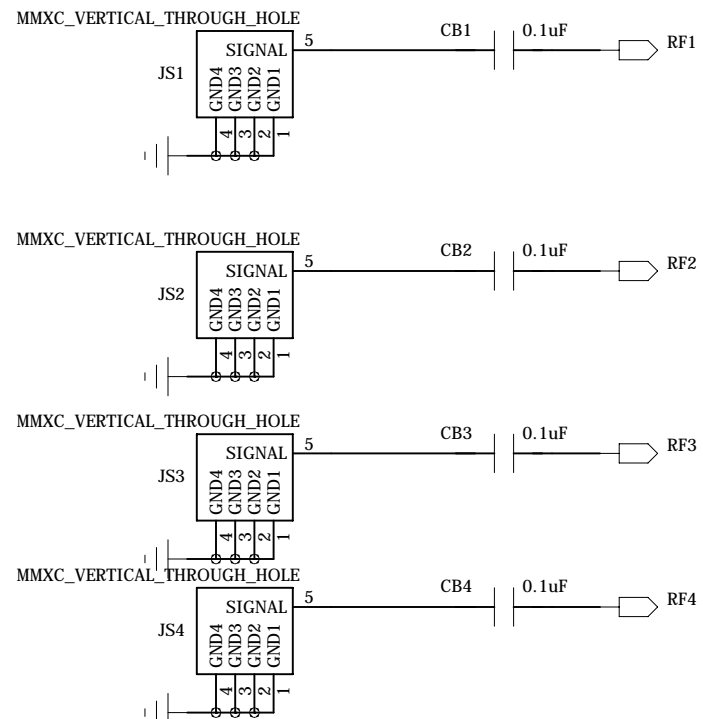 MMXC_VERTICAL_THROUGH_HOLE
SIGNAL 5 CB1 0.1uF RF1
JS1
GND4 GND3 GND2 GND1
4 3 2 1
MMXC_VERTICAL_THROUGH_HOLE
SIGNAL 5 CB2 0.1uF RF2
JS2
GND4 GND3 GND2 GND1
4 3 2 1
MMXC_VERTICAL_THROUGH_HOLE
SIGNAL 5 CB3 0.1uF RF3
JS3
GND4 GND3 GND2 GND1
4 3 2 1
MMXC_VERTICAL_THROUGH_HOLE
SIGNAL 5 CB4 0.1uF RF4
JS4
GND4 GND3 GND2 GND1
4 3 2 1